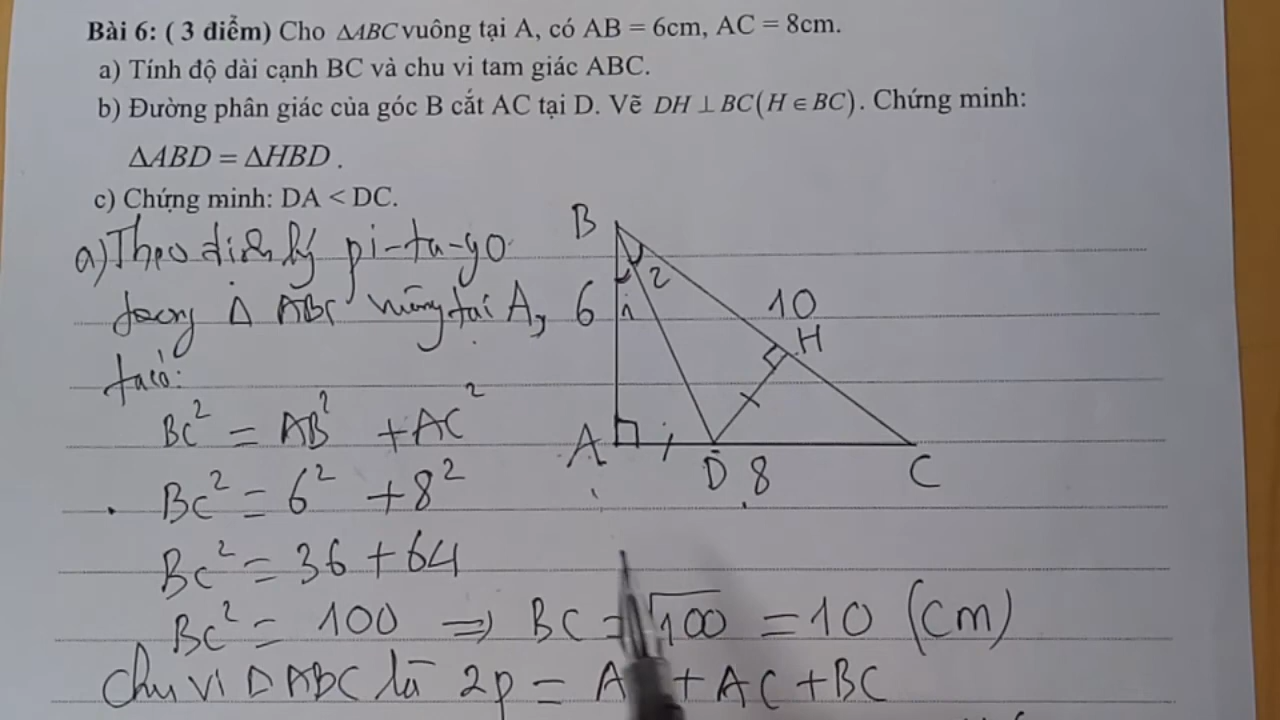 Bài 6: ( 3 điểm) Cho ΔABC vuông tại A, có AB = 6cm, AC = 8cm.
a) Tính độ dài cạnh BC và chu vi tam giác ABC.
b) Đường phân giác của góc B cắt AC tại D. Vẽ DH ⊥ BC(H ∈ BC). Chứng minh:
ΔABD = ΔHBD.
c) Chứng minh: DA < DC.
a) Theo định lý pi-ta-go
trong Δ ABC vuông tại A,
ta có:
BC² = AB² + AC²
BC² = 6² + 8²
BC² = 36 + 64
BC² = 100 ⇒ BC = √100 = 10 (cm)
Chu vi Δ ABC là 2p = A + AC + BC
B
1 2
6
10
H
A
D 8
C